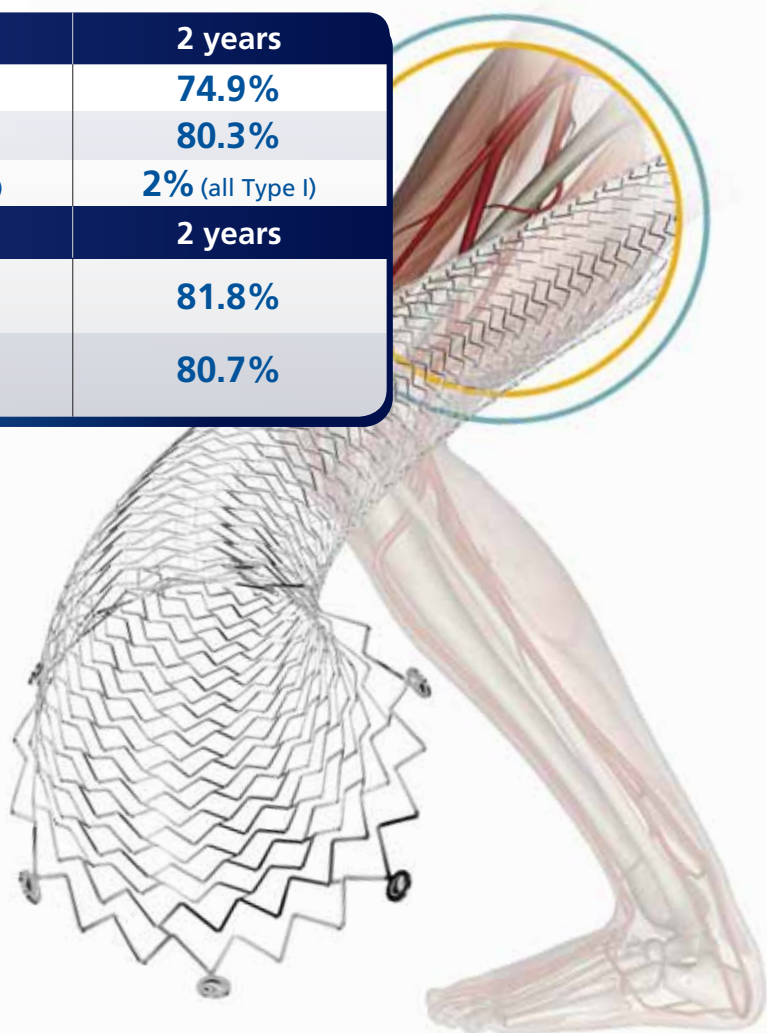 2 years
74.9%
80.3%
) 2% (all Type I)
2 years
81.8%
80.7%